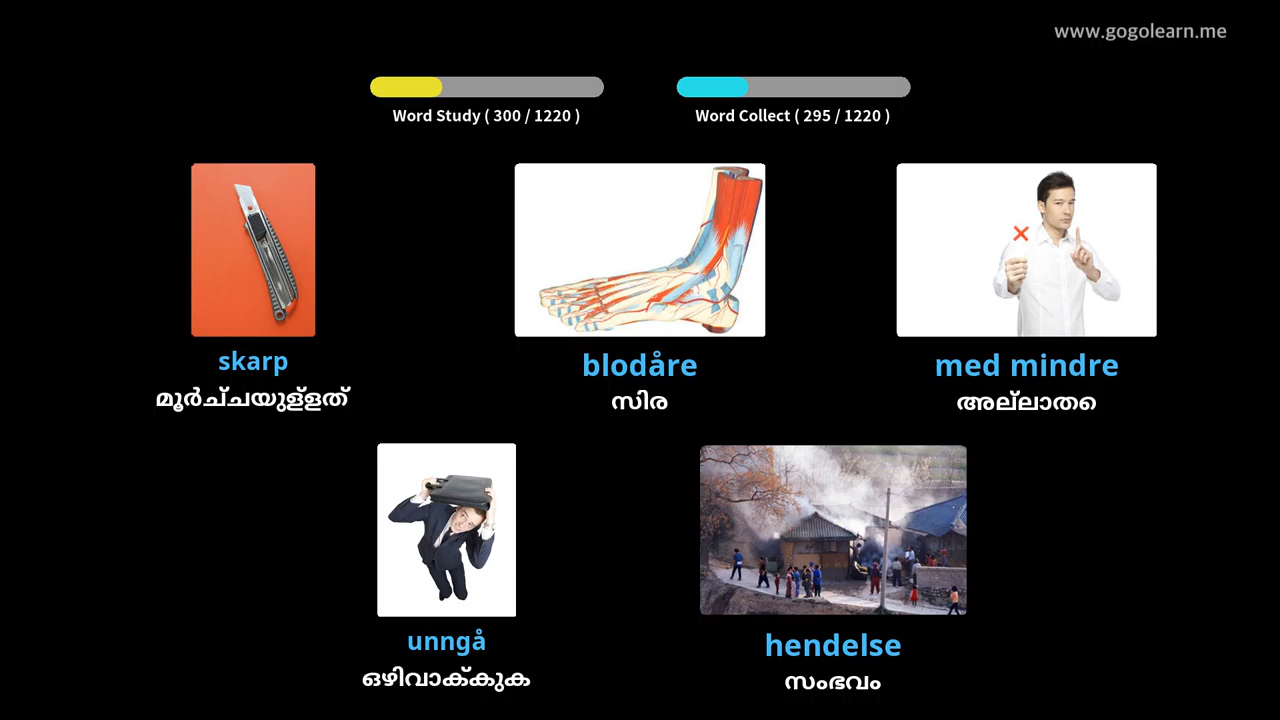 www.gogolearn.me
Word Study ( 300 / 1220 )
Word Collect ( 295 / 1220 )
skarp
മൂർച്ചയുള്ളത്
blodåre
സിര
med mindre
അല്ലാതെ
unngå
ഒഴിവാക്കുക
hendelse
സംഭവം